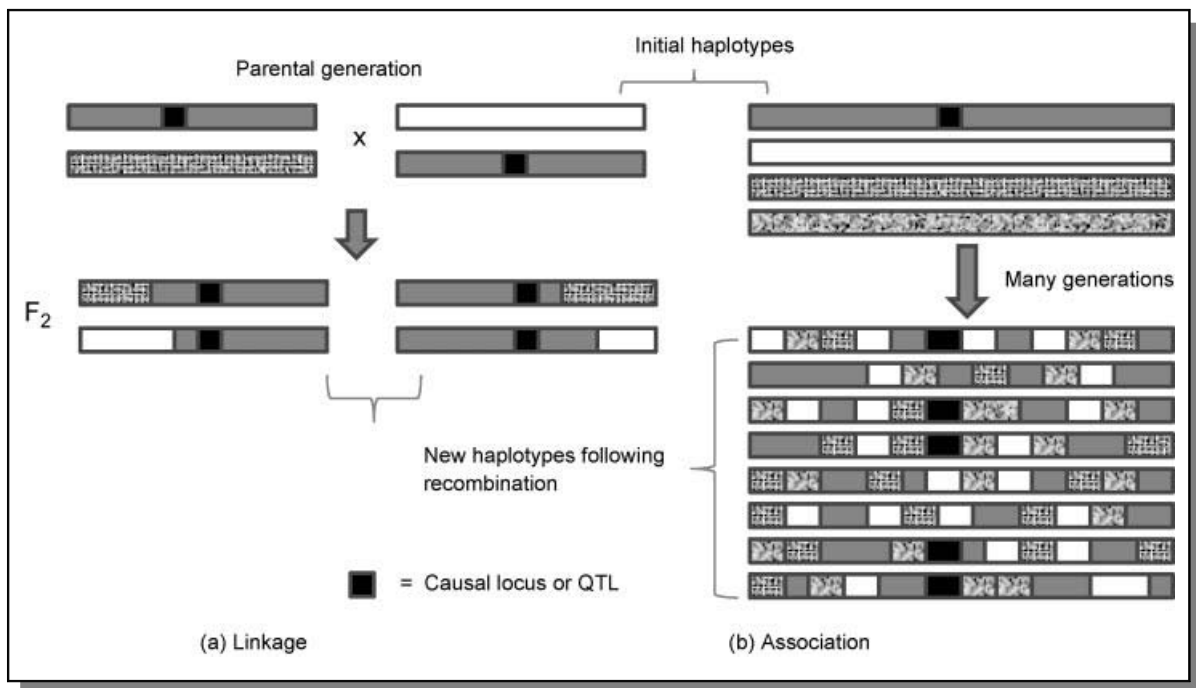 Initial haplotypes
Parental generation
x
Many generations
F2
New haplotypes following
recombination
= Causal locus or QTL
(a) Linkage
(b) Association